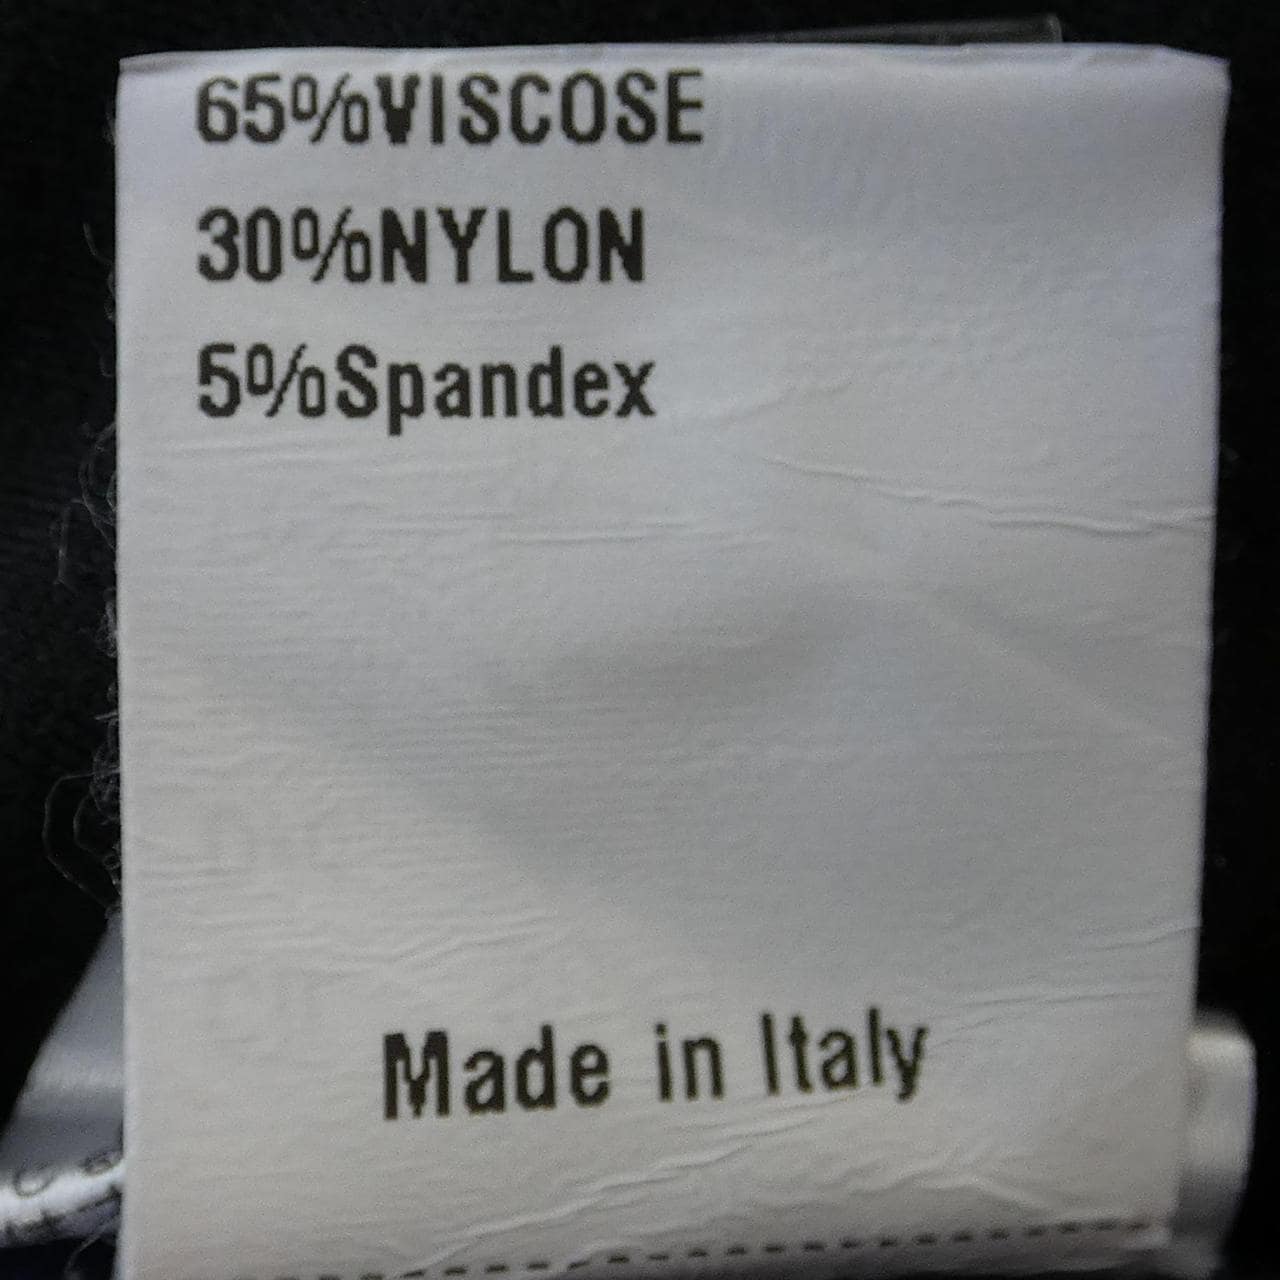 65%VISCOSE
30%NYLON
5%Spandex
Made in Italy